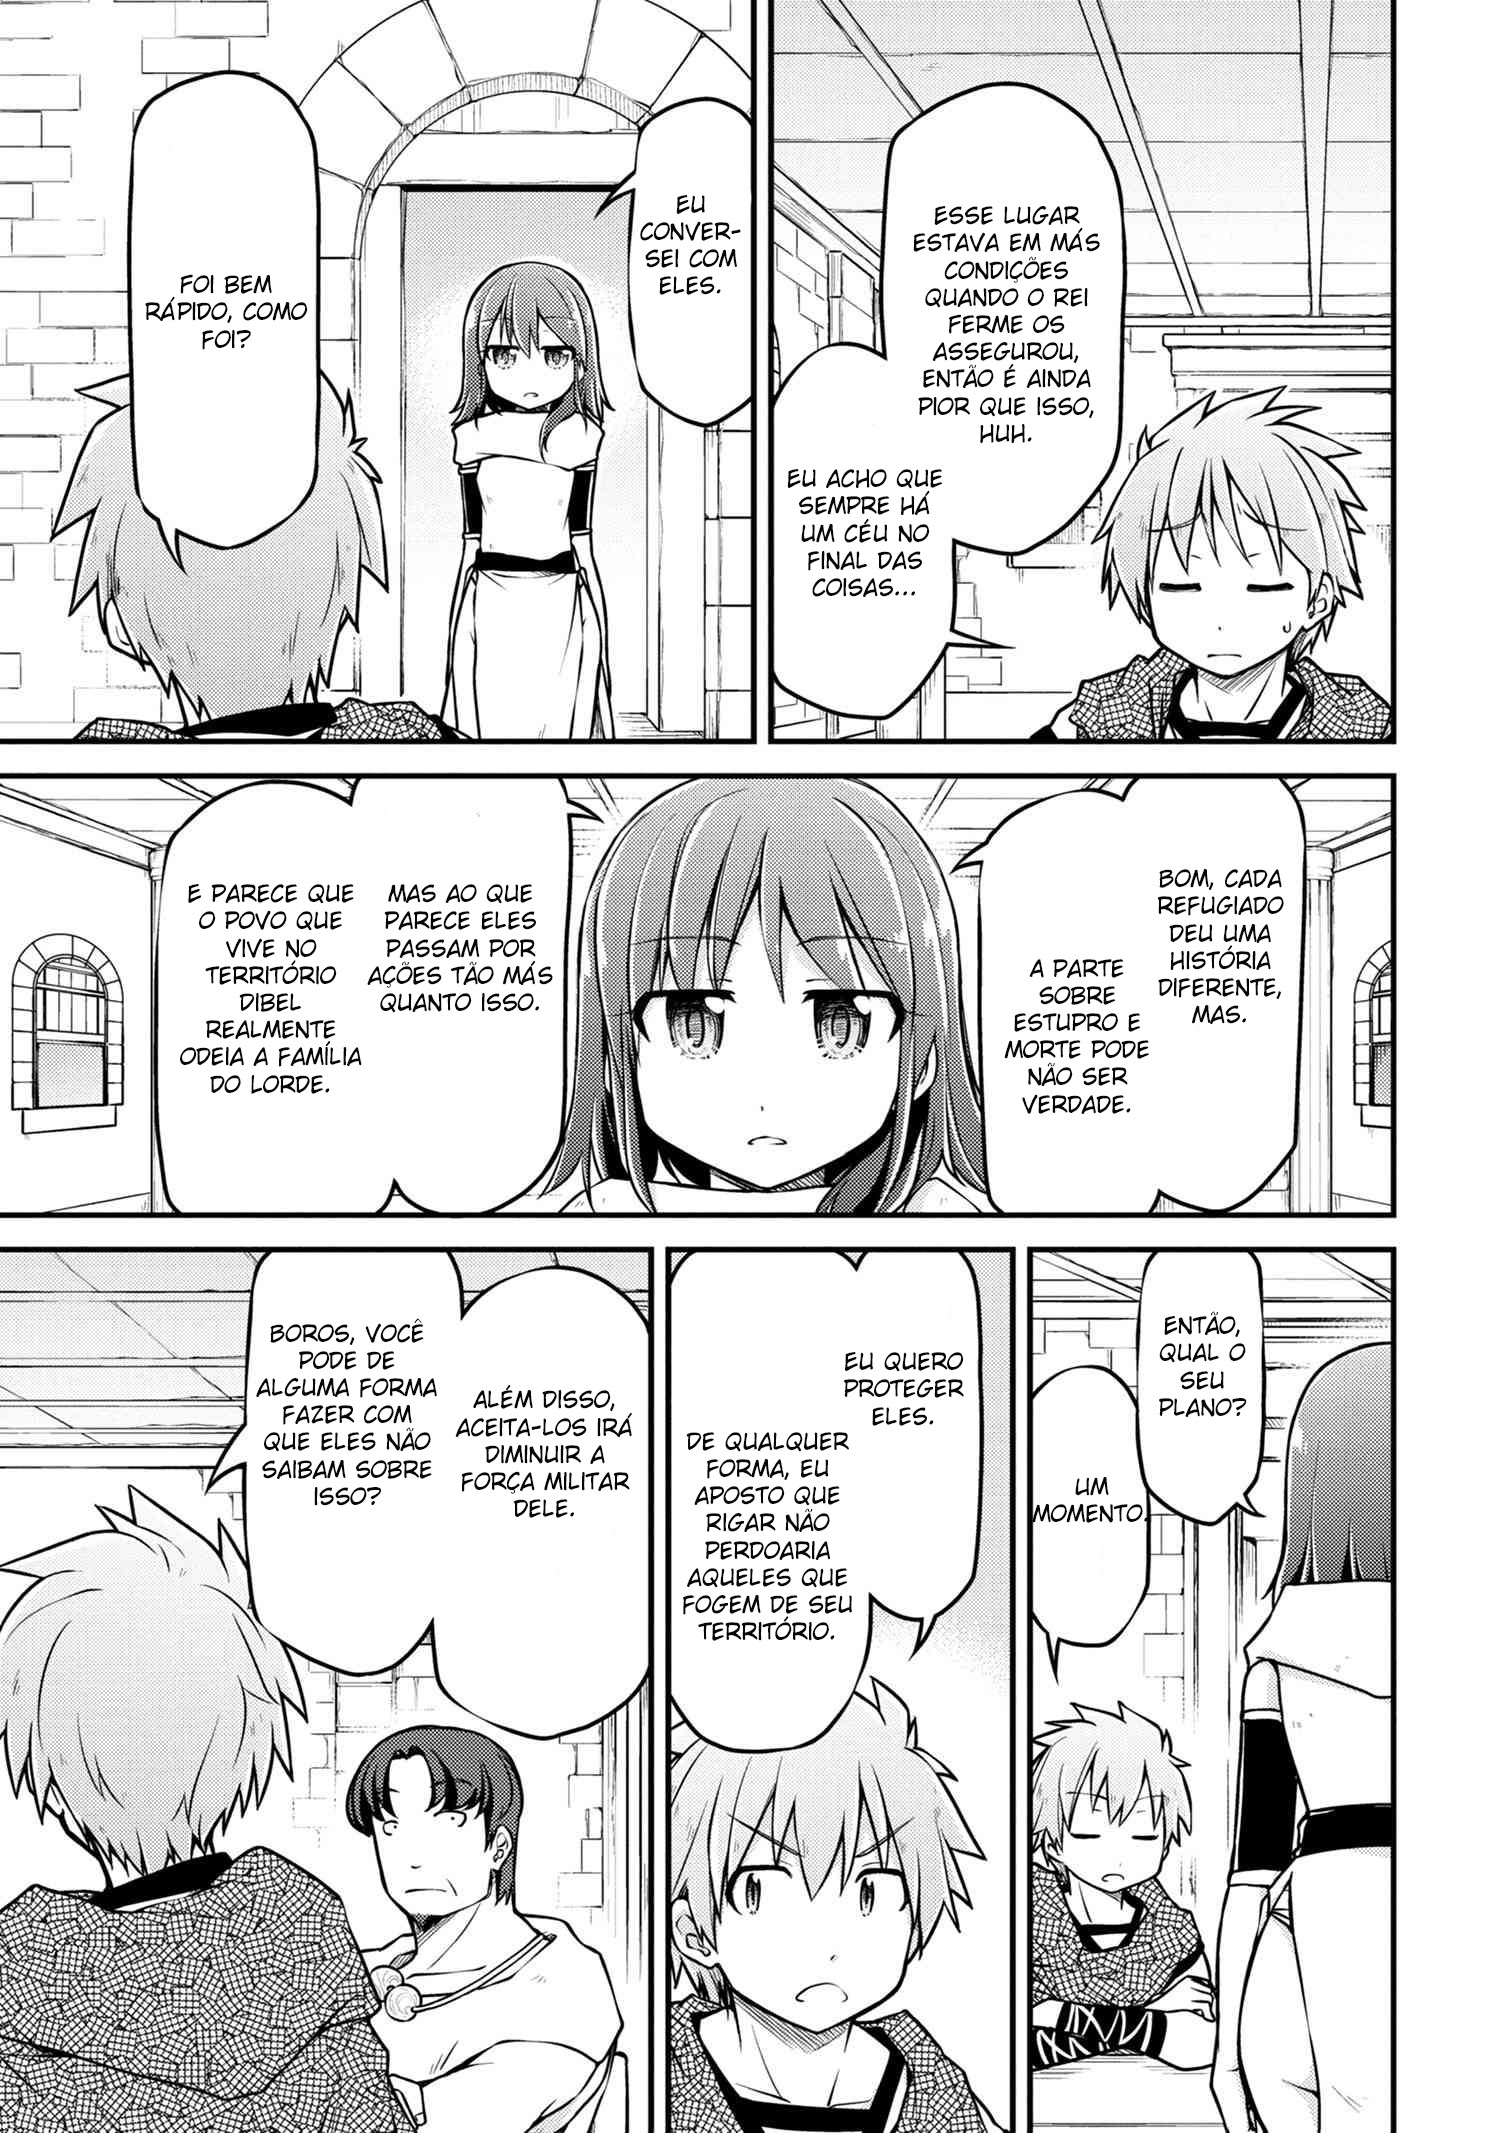 ESSE LUGAR
ESTAVA EM MÁS
CONDIÇÕES
QUANDO O REI
FERME OS
ASSEGUROU,
ENTÃO É AINDA
PIOR QUE ISSO,
HUH.
EU ACHO QUE
SEMPRE HÁ
UM CÉU NO
FINAL DAS
COISAS...
EU
CONVER-
SEI COM
ELES.
FOI BEM
RÁPIDO, COMO
FOI?
BOM, CADA
REFUGIADO
DEU UMA
HISTÓRIA
DIFERENTE,
MAS.
A PARTE
SOBRE
ESTUPRO E
MORTE PODE
NÃO SER
VERDADE.
MAS AO QUE
PARECE ELES
PASSAM POR
AÇÕES TÃO MÁS
QUANTO ISSO.
E PARECE QUE
O POVO QUE
VIVE NO
TERRITÓRIO
DIBEL
REALMENTE
ODEIA A FAMÍLIA
DO LORDE.
ENTÃO,
QUAL O
SEU
PLANO?
UM
MOMENTO.
EU QUERO
PROTEGER
ELES.
DE QUALQUER
FORMA, EU
APOSTO QUE
RIGAR NÃO
PERDOARIA
AQUELES QUE
FOGEM DE SEU
TERRITÓRIO.
ALÉM DISSO,
ACEITA-LOS IRÁ
DIMINUIR A
FORÇA MILITAR
DELE.
BOROS, VOCÊ
PODE DE
ALGUMA FORMA
FAZER COM
QUE ELES NÃO
SAIBAM SOBRE
ISSO?